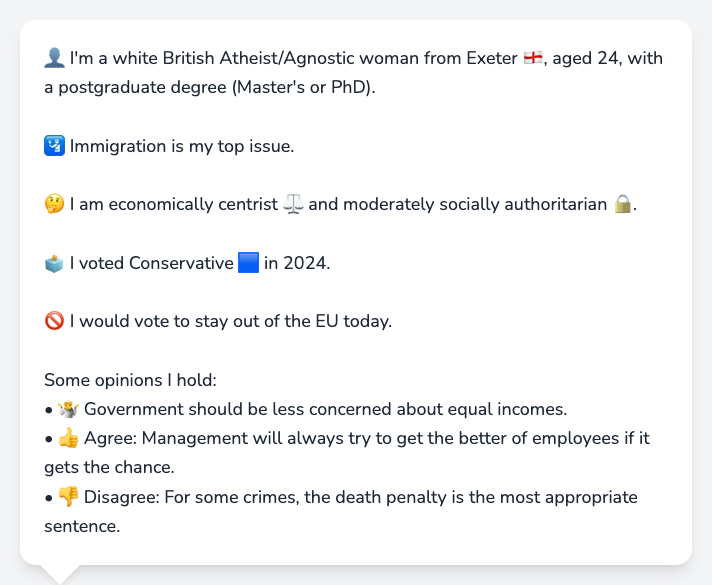 👤 I'm a white British Atheist/Agnostic woman from Exeter 🏴󠁧󠁢󠁥󠁮󠁧󠁿, aged 24, with
a postgraduate degree (Master's or PhD).
🛂 Immigration is my top issue.
🤔 I am economically centrist ⚖️ and moderately socially authoritarian 🔒.
🗳️ I voted Conservative 🟦 in 2024.
🚫 I would vote to stay out of the EU today.
Some opinions I hold:
• 🤷 Government should be less concerned about equal incomes.
• 👍 Agree: Management will always try to get the better of employees if it
gets the chance.
• 👎 Disagree: For some crimes, the death penalty is the most appropriate
sentence.